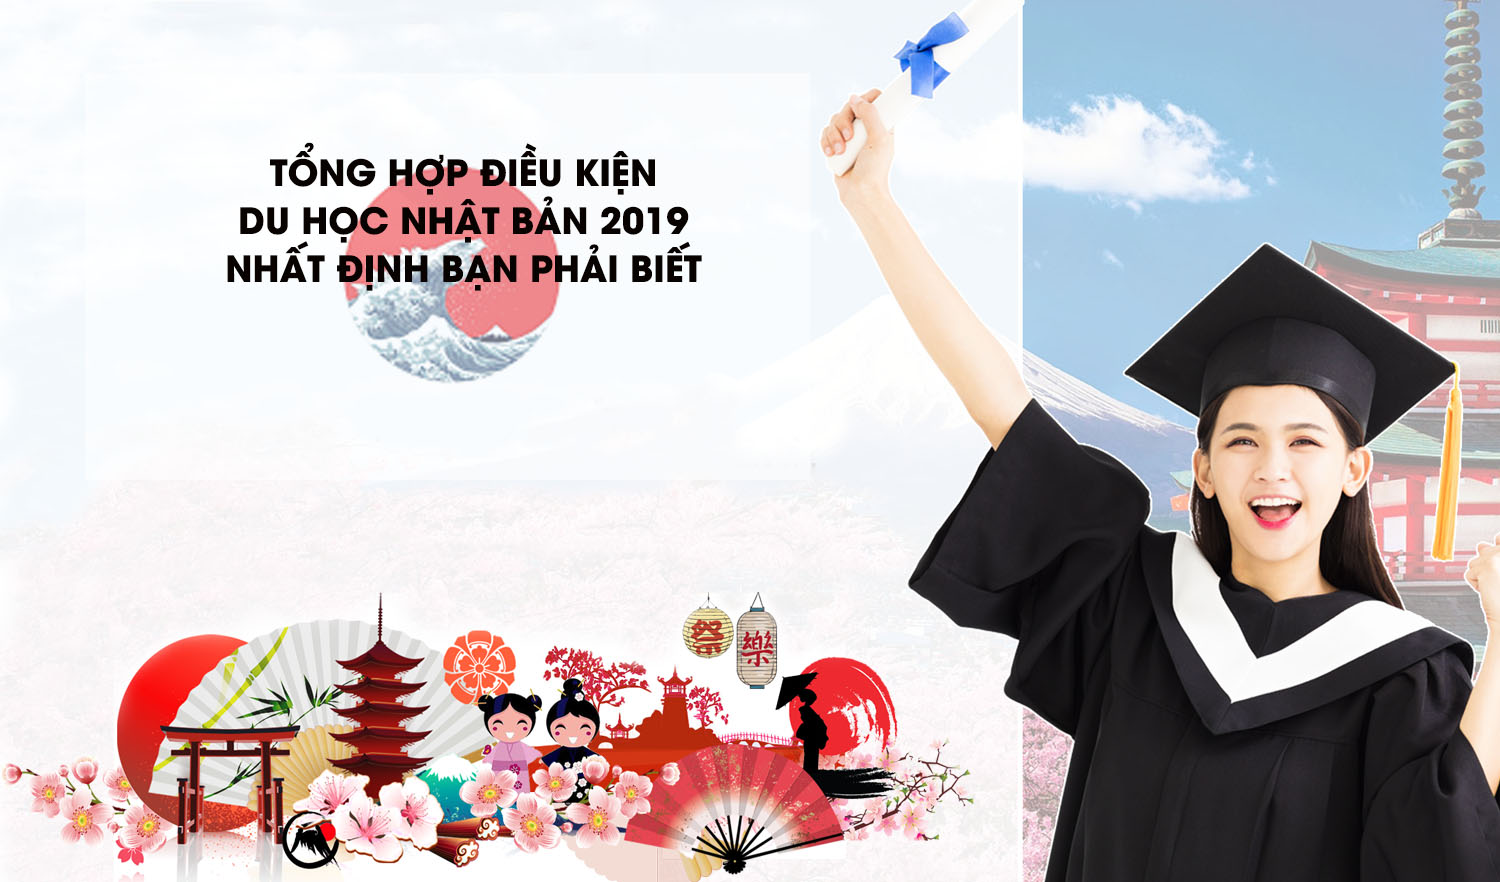 TỔNG HỢP ĐIỀU KIỆN
DU HỌC NHẬT BẢN 2019
NHẤT ĐỊNH BẠN PHẢI BIẾT
祭
樂